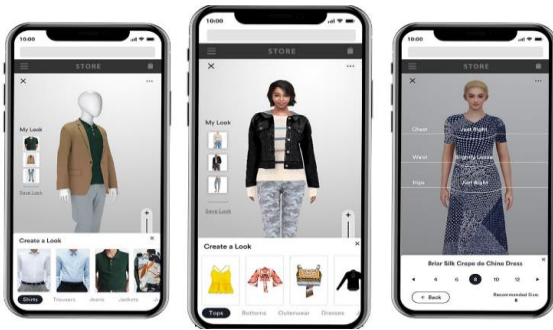 10:00
STORE
My Look
Save Look
Create a Look
Shirts Trousers Jeans Jackets
10:00
STORE
My Look
Save Look
Create a Look
Tops Bottoms Outerwear Dresses
10:00
STORE
Chest Just Right
Waist Slightly Loose
Hips Just Right
Briar Silk Crepe de Chine Dress
4 6 8 10 12
← Back
Recommended Size:
8